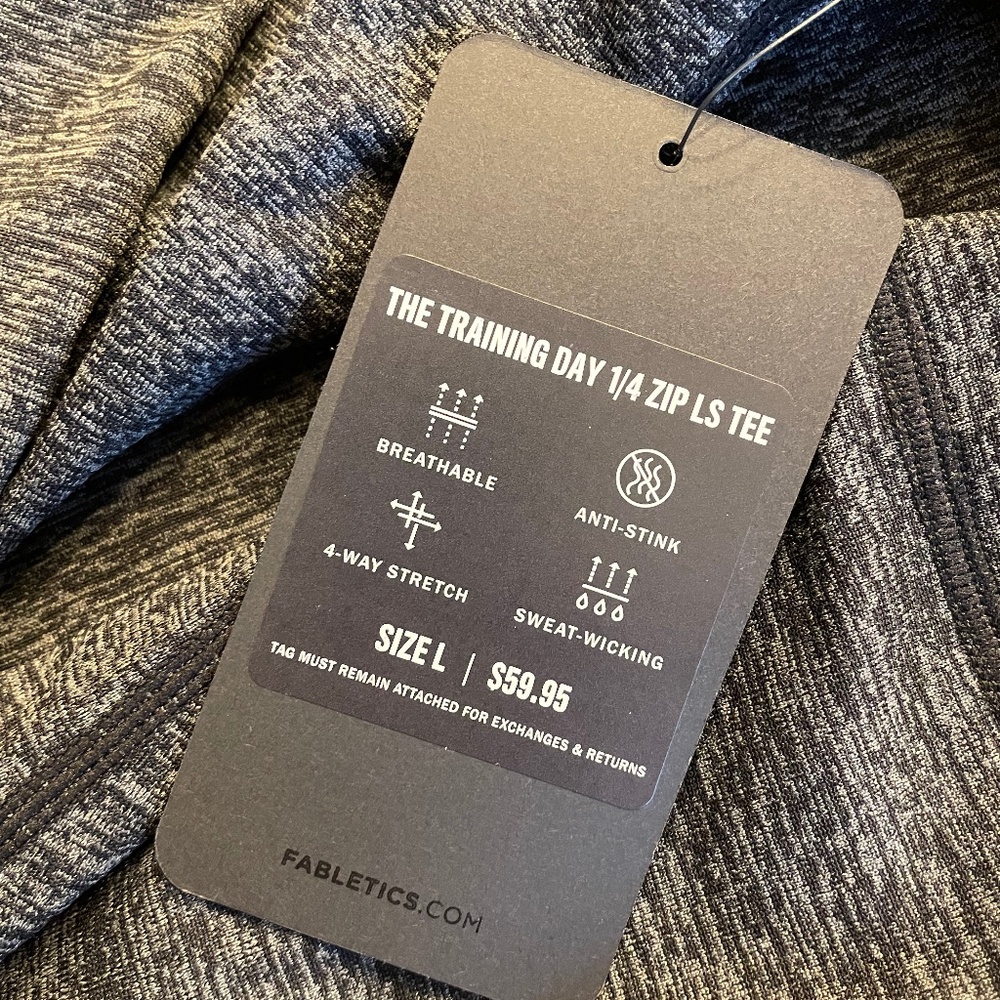 THE TRAINING DAY 1/4 ZIP LS TEE
BREATHABLE
ANTI-STINK
4-WAY STRETCH
SWEAT-WICKING
SIZE L | $59.95
TAG MUST REMAIN ATTACHED FOR EXCHANGES & RETURNS
FABLETICS.COM